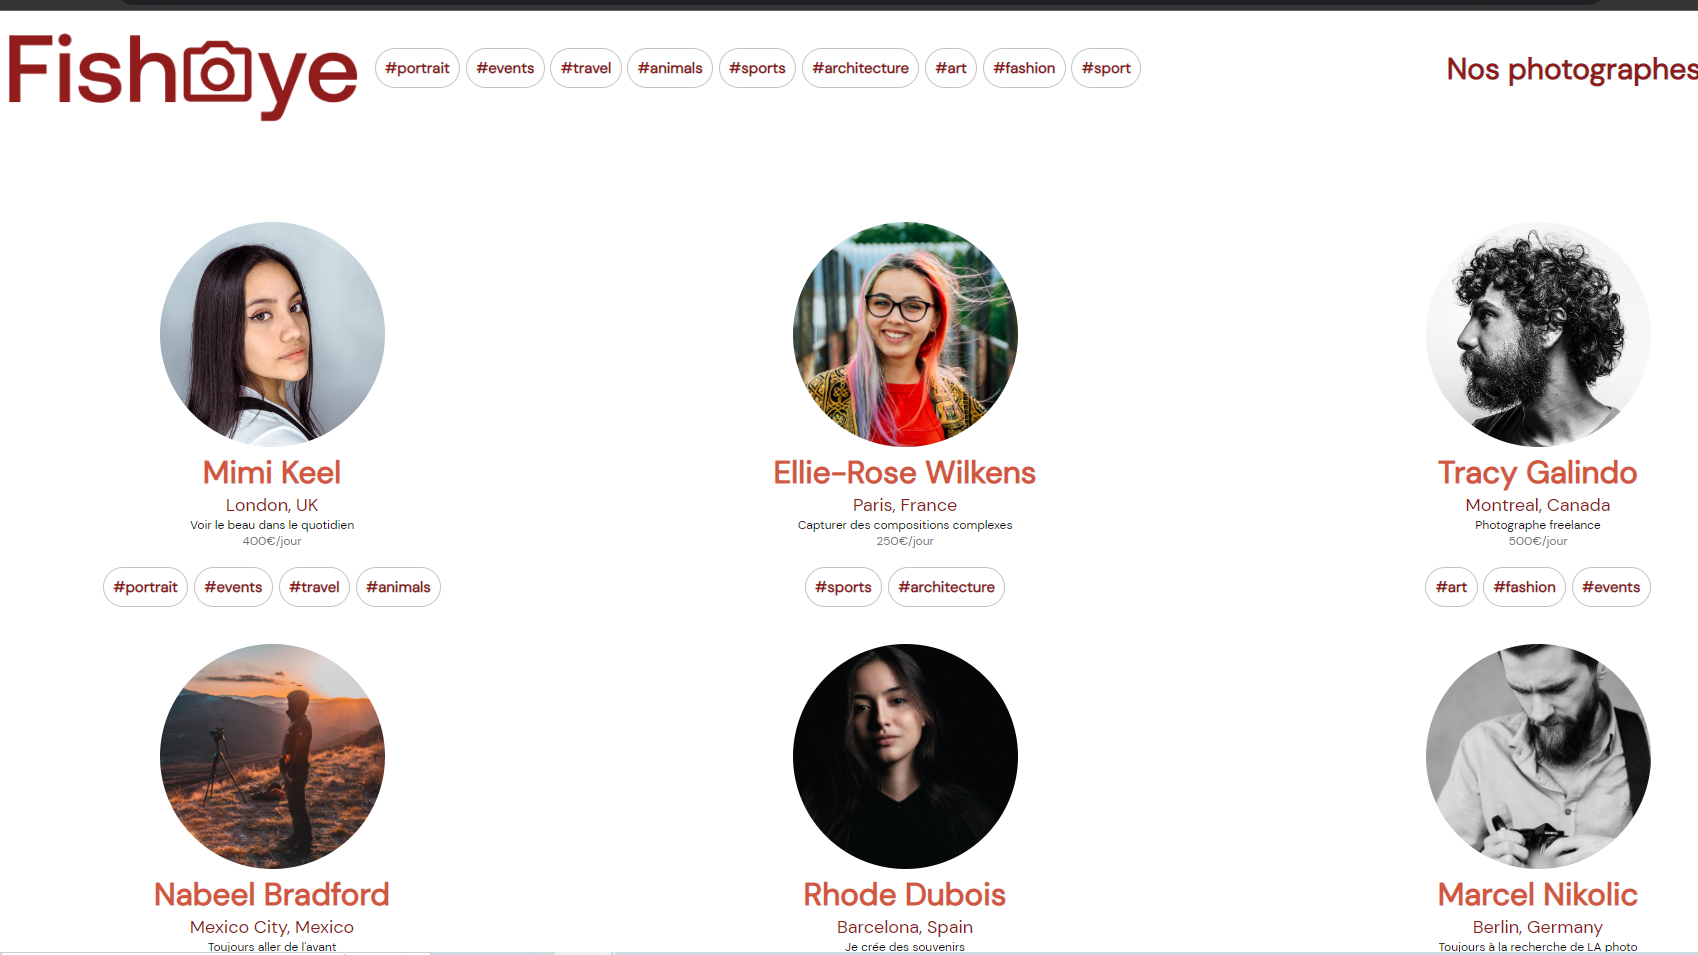 Fisheye
#portrait #events #travel #animals #sports #architecture #art #fashion #sport
Nos photographes
Mimi Keel
London, UK
Voir le beau dans le quotidien
400€/jour
#portrait #events #travel #animals
Ellie-Rose Wilkens
Paris, France
Capturer des compositions complexes
250€/jour
#sports #architecture
Tracy Galindo
Montreal, Canada
Photographe freelance
500€/jour
#art #fashion #events
Nabeel Bradford
Mexico City, Mexico
Toujours aller de l'avant
Rhode Dubois
Barcelona, Spain
Je crée des souvenirs
Marcel Nikolic
Berlin, Germany
Toujours à la recherche de LA photo